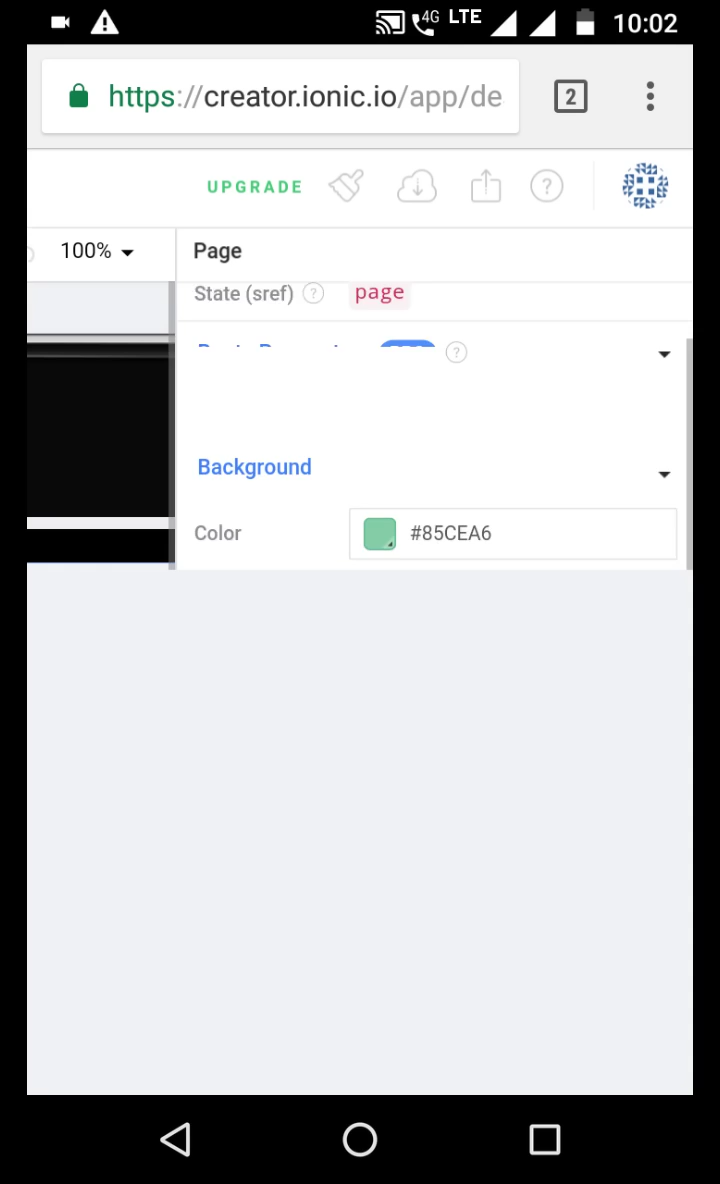 4G LTE 10:02
https://creator.ionic.io/app/de
2
UPGRADE
?
100%
Page
State (sref) ? page
?
Background
Color #85CEA6